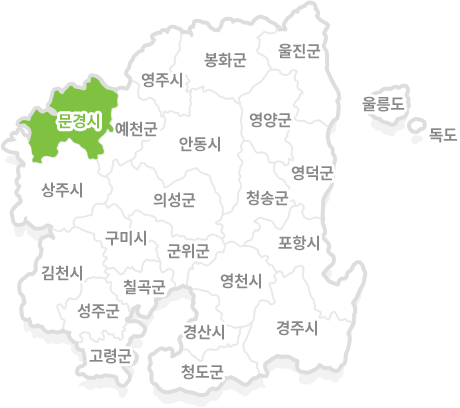 울진군
봉화군
영주시
울릉도
문경시
예천군
영양군
독도
안동시
영덕군
상주시
의성군
청송군
구미시
포항시
군위군
김천시
영천시
칠곡군
성주군
경산시
경주시
고령군
청도군